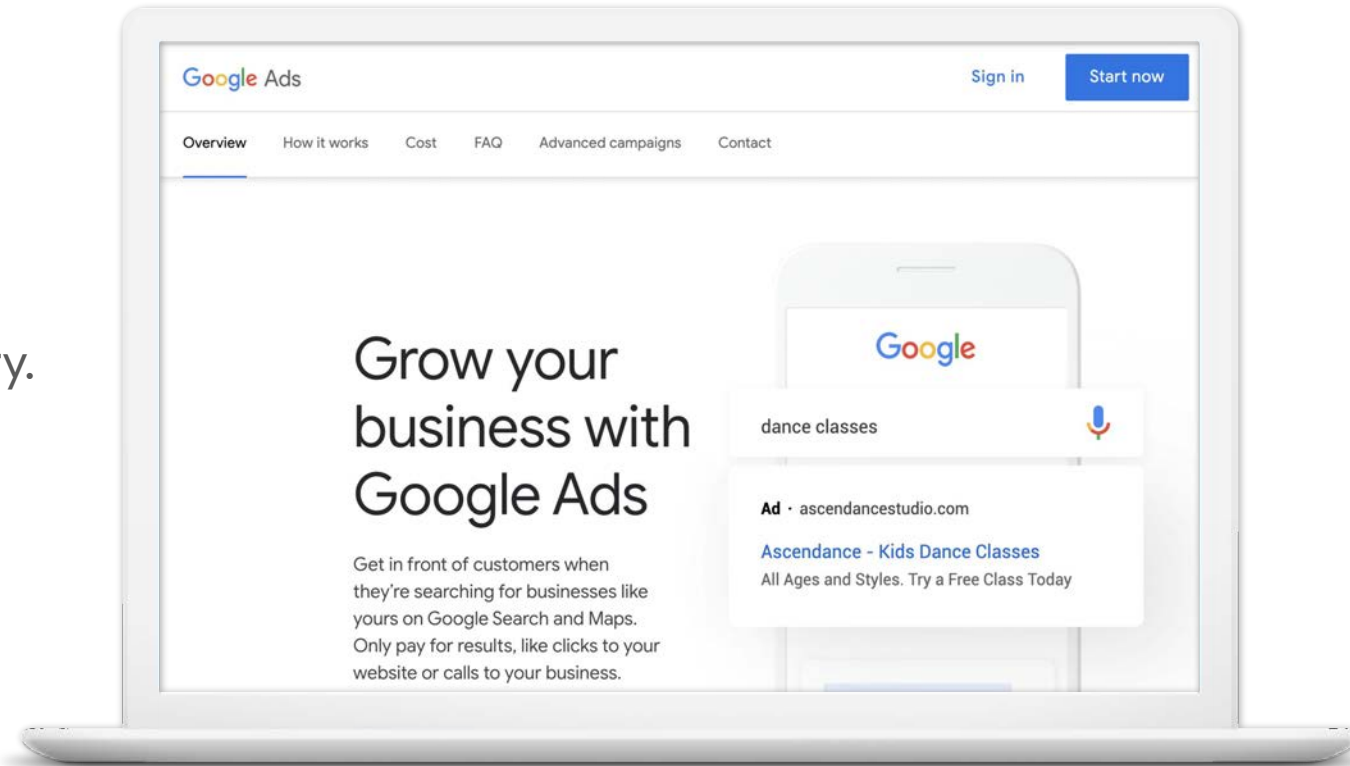 Google Ads
Sign in
Start now
Overview
How it works
Cost
FAQ
Advanced campaigns
Contact
Grow your
business with
Google Ads
Get in front of customers when
they're searching for businesses like
yours on Google Search and Maps.
Only pay for results, like clicks to your
website or calls to your business.
Google
dance classes
Ad · ascendancestudio.com
Ascendance - Kids Dance Classes
All Ages and Styles. Try a Free Class Today